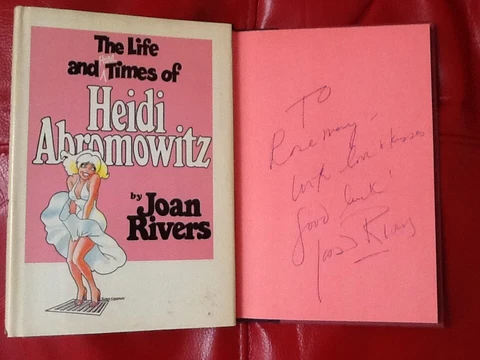 The Life
and Times of
Heidi
Abromowitz
by Joan
Rivers
To
Rosemary -
with love & kisses
good luck!
Joan Rivers